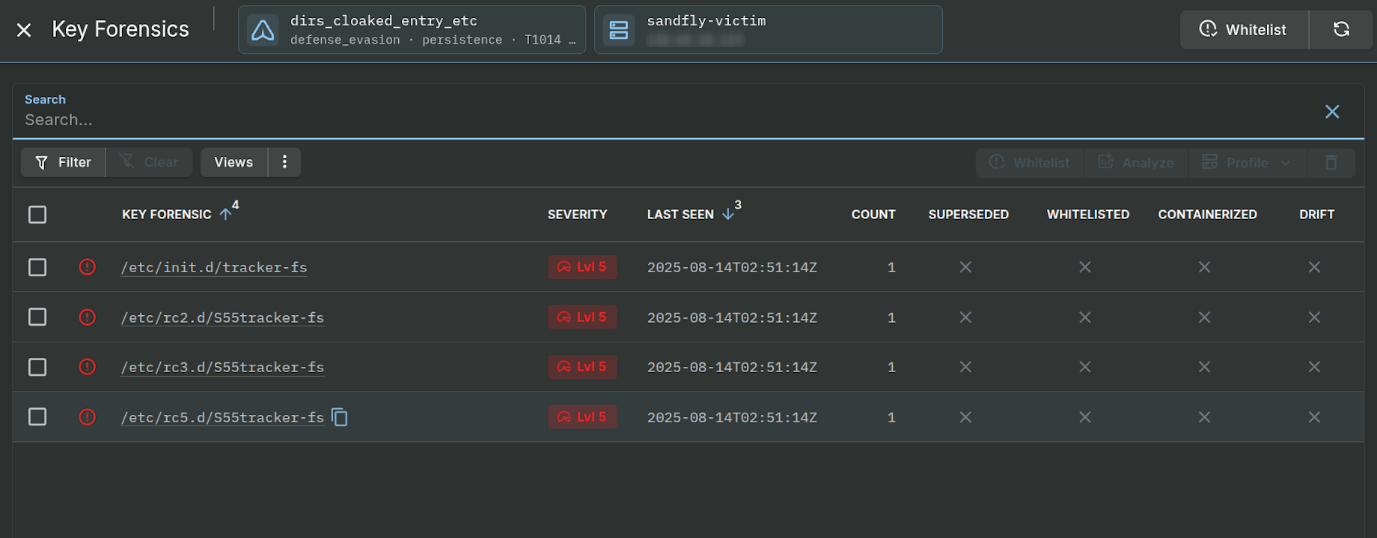 Key Forensics
dirs_cloaked_entry_etc
defense_evasion · persistence · T1014 …
sandfly-victim
Whitelist
Search
Search...
Filter
Clear
Views
Whitelist
Analyze
Profile
KEY FORENSIC 4 SEVERITY LAST SEEN 3 COUNT SUPERSEDED WHITELISTED CONTAINERIZED DRIFT
/etc/init.d/tracker-fs Lvl 5 2025-08-14T02:51:14Z 1
/etc/rc2.d/S55tracker-fs Lvl 5 2025-08-14T02:51:14Z 1
/etc/rc3.d/S55tracker-fs Lvl 5 2025-08-14T02:51:14Z 1
/etc/rc5.d/S55tracker-fs Lvl 5 2025-08-14T02:51:14Z 1